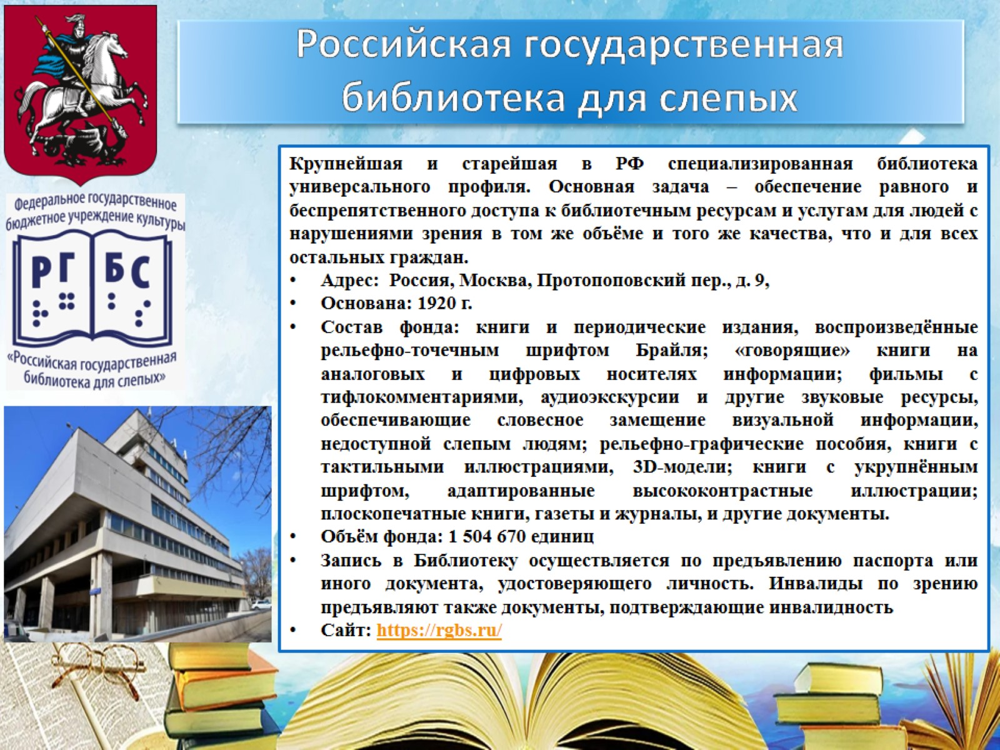 Российская государственная
библиотека для слепых
Федеральное государственное
бюджетное учреждение культуры
РГ БС
«Российская государственная
библиотека для слепых»
Крупнейшая и старейшая в РФ специализированная библиотека
универсального профиля. Основная задача – обеспечение равного и
беспрепятственного доступа к библиотечным ресурсам и услугам для людей с
нарушениями зрения в том же объёме и того же качества, что и для всех
остальных граждан.
• Адрес: Россия, Москва, Протопоповский пер., д. 9,
• Основана: 1920 г.
• Состав фонда: книги и периодические издания, воспроизведённые
рельефно-точечным шрифтом Брайля; «говорящие» книги на
аналоговых и цифровых носителях информации; фильмы с
тифлокомментариями, аудиоэкскурсии и другие звуковые ресурсы,
обеспечивающие словесное замещение визуальной информации,
недоступной слепым людям; рельефно-графические пособия, книги с
тактильными иллюстрациями, 3D-модели; книги с укрупнённым
шрифтом, адаптированные высококонтрастные иллюстрации;
плоскопечатные книги, газеты и журналы, и другие документы.
• Объём фонда: 1 504 670 единиц
• Запись в Библиотеку осуществляется по предъявлению паспорта или
иного документа, удостоверяющего личность. Инвалиды по зрению
предъявляют также документы, подтверждающие инвалидность
• Сайт: https://rgbs.ru/